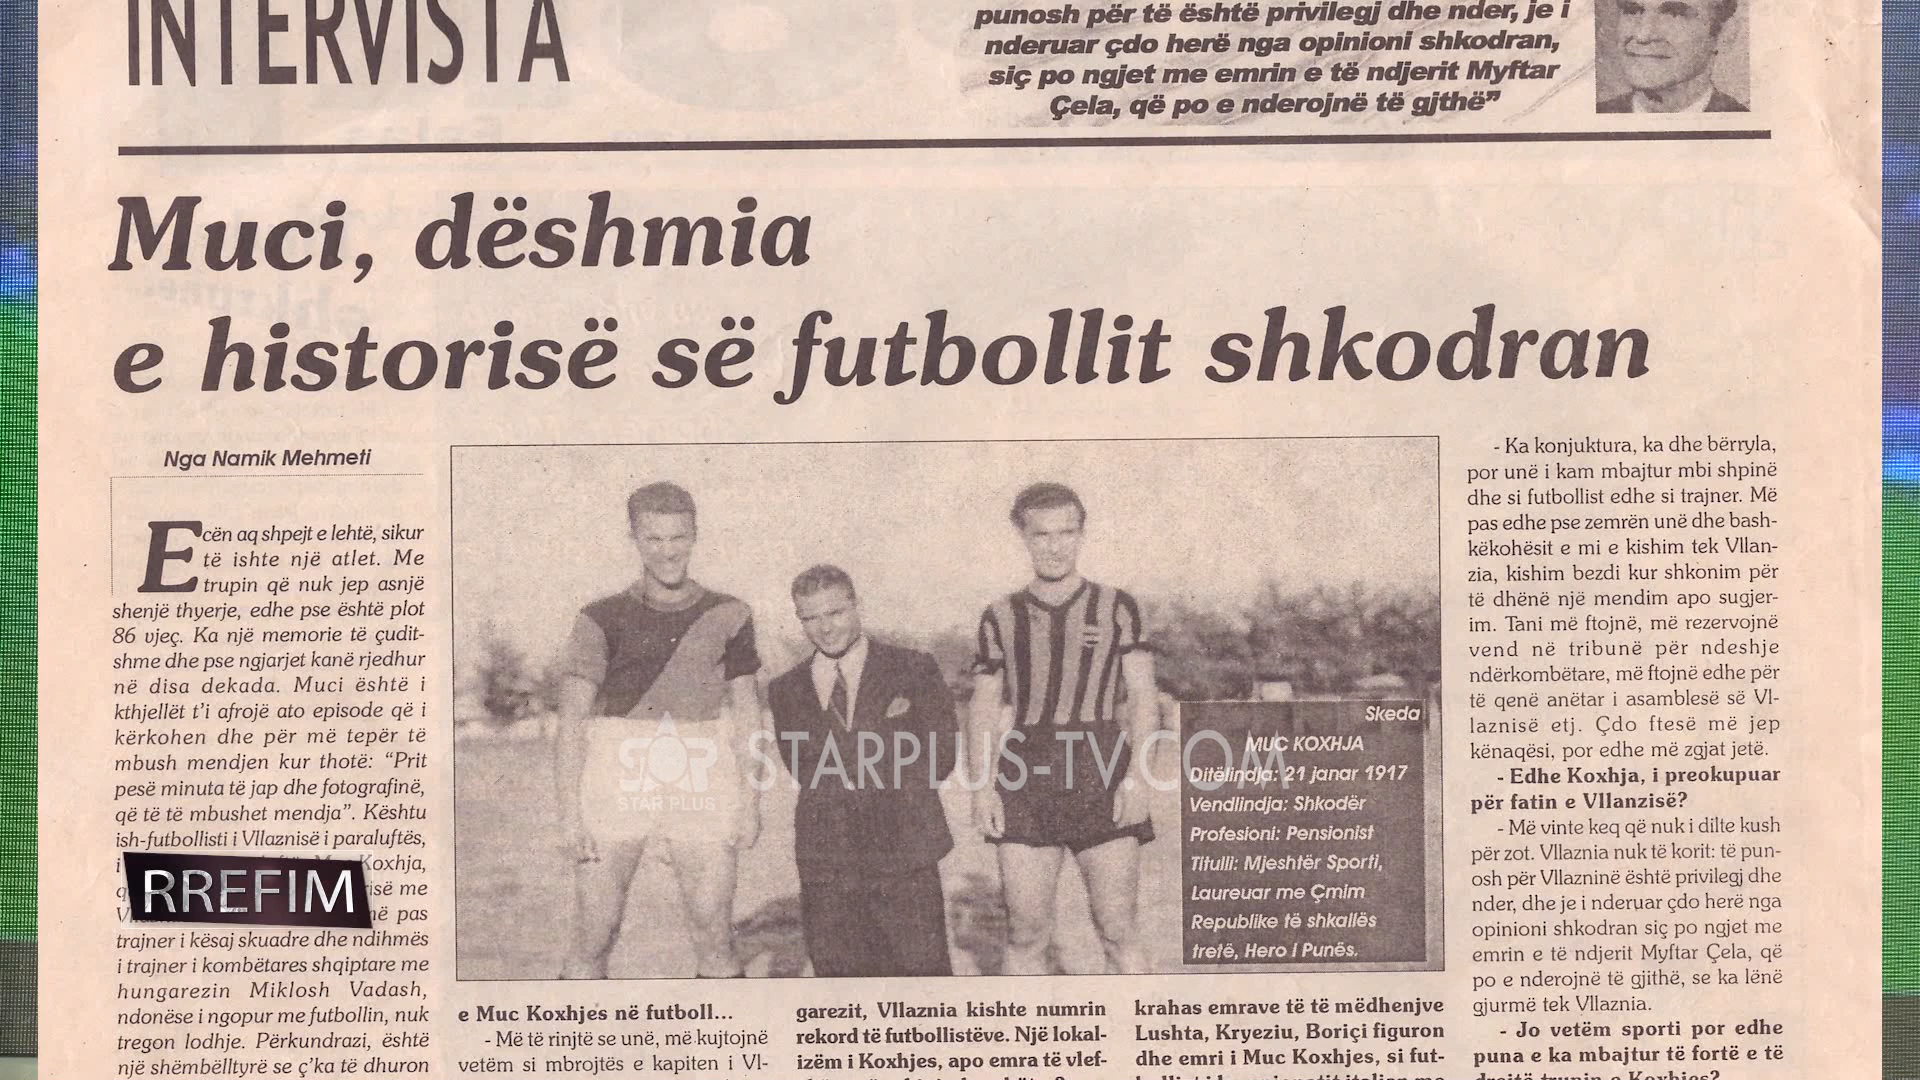 INTERVISTA
punosh për të është privilegj dhe nder, je i
nderuar çdo herë nga opinioni shkodran,
siç po ngjet me emrin e të ndjerit Myftar
Çela, që po e nderojnë të gjthë”
Muci, dëshmia
e historisë së futbollit shkodran
Nga Namik Mehmeti
Ecën aq shpejt e lehtë, sikur
të ishte një atlet. Me
trupin që nuk jep asnjë
shenjë thyerje, edhe pse është plot
86 vjeç. Ka një memorie të çudit-
shme dhe pse ngjarjet kanë rjedhur
në disa dekada. Muci është i
kthjellët t’i afrojë ato episode që i
kërkohen dhe për më tepër të
mbush mendjen kur thotë: “Prit
pesë minuta të jap dhe fotografinë,
që të të mbushet mendja”. Kështu
ish-futbollisti i Vllaznisë i paraluftës,
i Muc Koxhja,
isë me
në pas
trajner i kësaj skuadre dhe ndihmës
i trajner i kombëtares shqiptare me
hungarezin Miklosh Vadash,
ndonëse i ngopur me futbollin, nuk
tregon lodhje. Përkundrazi, është
një shëmbëlltyrë se ç’ka të dhuron
RREFIM
STAR PLUS
STARPLUS-TV.COM
Skeda
MUC KOXHJA
Ditëlindja: 21 janar 1917
Vendlindja: Shkodër
Profesioni: Pensionist
Titulli: Mjeshtër Sporti,
Laureuar me Çmim
Republike të shkallës
tretë, Hero i Punës.
e Muc Koxhjes në futboll...
- Më të rinjtë se unë, më kujtojnë
vetëm si mbrojtës e kapiten i Vl-
garezit, Vllaznia kishte numrin
rekord të futbollistëve. Një lokal-
izëm i Koxhjes, apo emra të vlef-
krahas emrave të të mëdhenjve
Lushta, Kryeziu, Boriçi figuron
dhe emri i Muc Koxhjes, si fut-
- Ka konjuktura, ka dhe bërryla,
por unë i kam mbajtur mbi shpinë
dhe si futbollist edhe si trajner. Më
pas edhe pse zemrën unë dhe bash-
këkohësit e mi e kishim tek Vllan-
zia, kishim bezdi kur shkonim për
të dhënë një mendim apo sugjer-
im. Tani më ftojnë, më rezervojnë
vend në tribunë për ndeshje
ndërkombëtare, më ftojnë edhe për
të qenë anëtar i asamblesë së Vl-
laznisë etj. Çdo ftesë më jep
kënaqësi, por edhe më zgjat jetë.
- Edhe Koxhja, i preokupuar
për fatin e Vllanzisë?
- Më vinte keq që nuk i dilte kush
për zot. Vllaznia nuk të korit: të pun-
osh për Vllazninë është privilegj dhe
nder, dhe je i nderuar çdo herë nga
opinioni shkodran siç po ngjet me
emrin e të ndjerit Myftar Çela, që
po e nderojnë të gjithë, se ka lënë
gjurmë tek Vllaznia.
- Jo vetëm sporti por edhe
puna e ka mbajtur të fortë e të
drejtë trupin e Koxhjes?